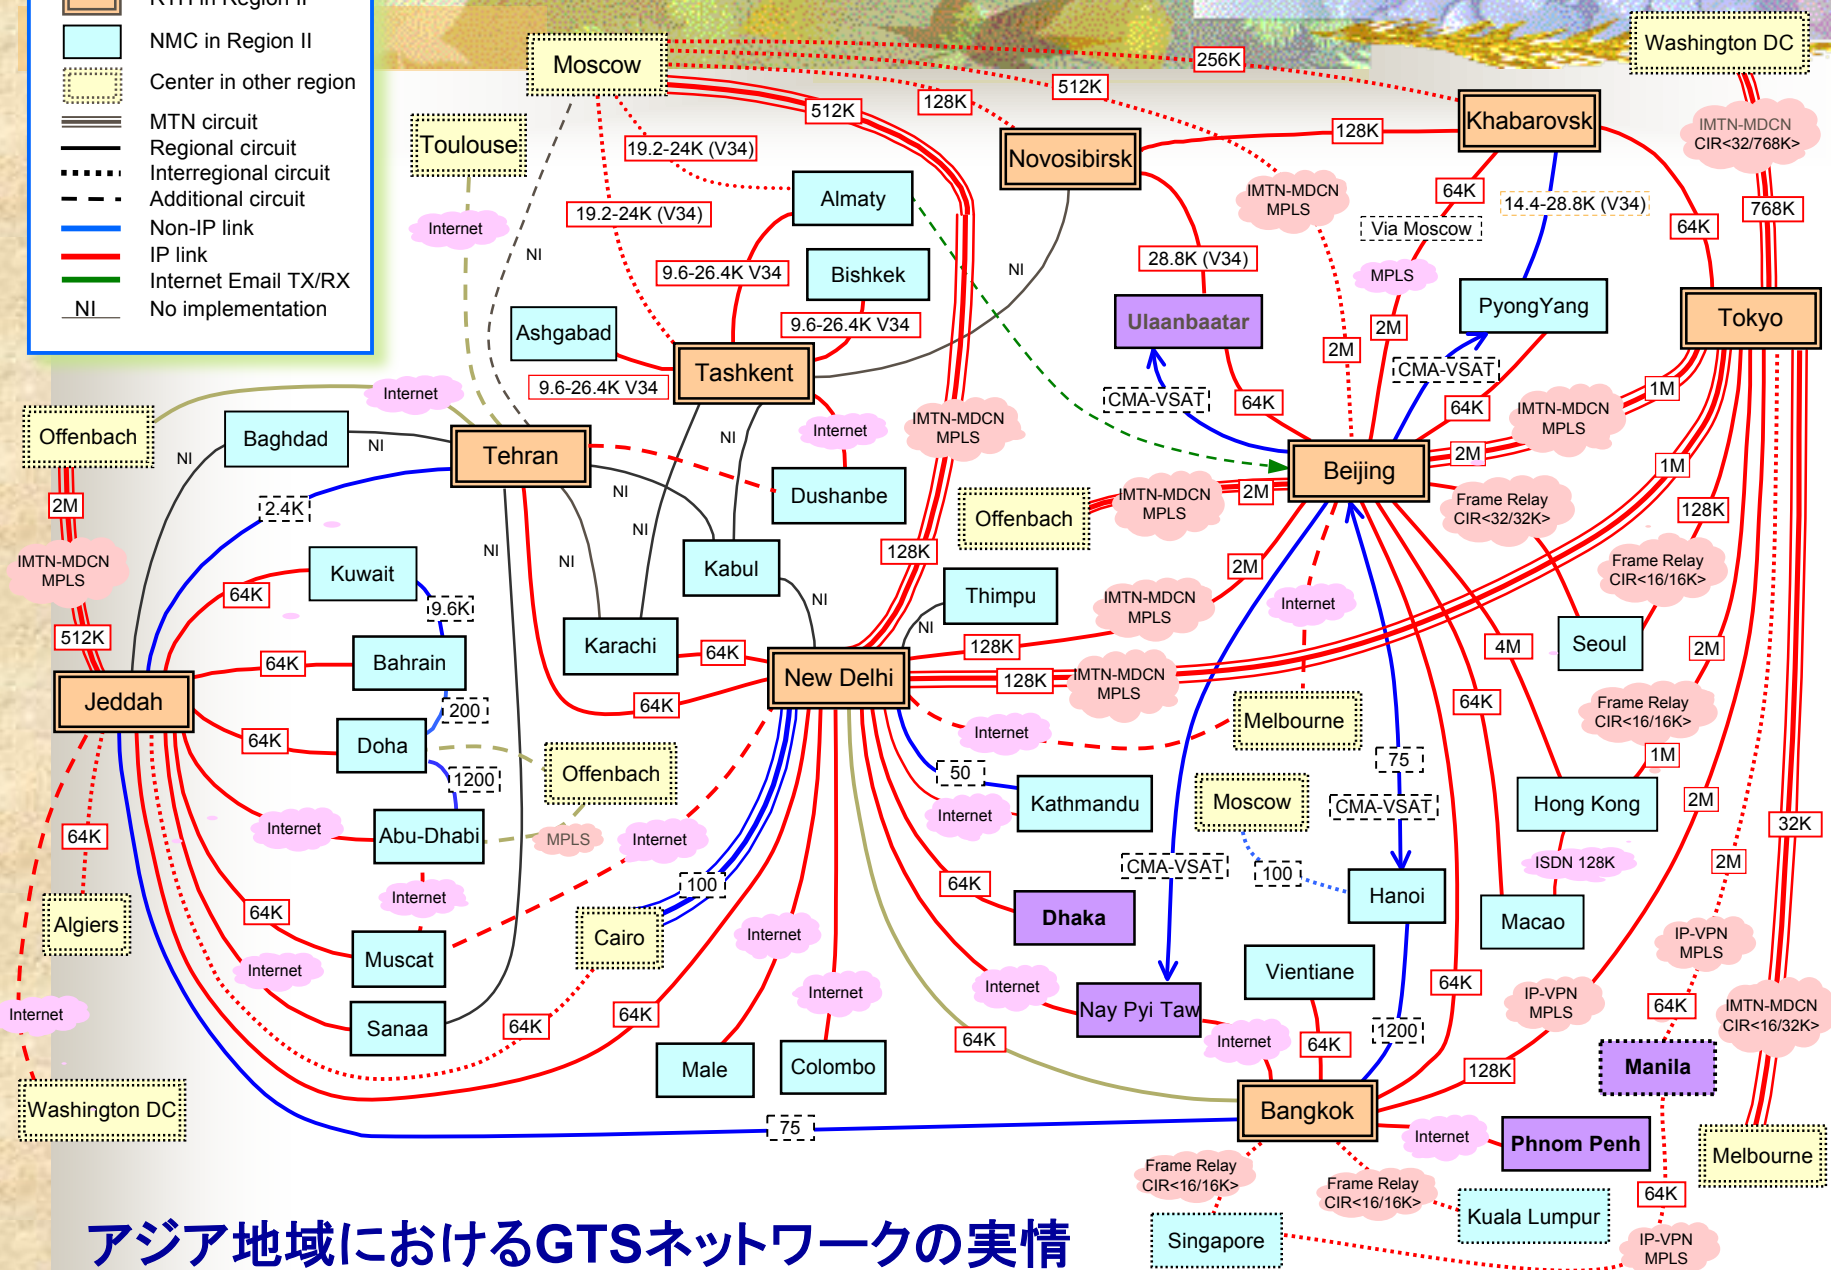 RTH in Region II
NMC in Region II
Center in other region
MTN circuit
Regional circuit
Interregional circuit
Additional circuit
Non-IP link
IP link
Internet Email TX/RX
NI
No implementation
Moscow
256K
Washington DC
512K
128K
512K
Khabarovsk
IMTN-MDCN
CIR<32/768K>
Toulouse
19.2-24K (V34)
Novosibirsk
128K
Almaty
IMTN-MDCN
MPLS
64K
14.4-28.8K (V34)
768K
19.2-24K (V34)
Internet
Via Moscow
64K
NI
9.6-26.4K V34
Bishkek
NI
28.8K (V34)
MPLS
PyongYang
Ulaanbaatar
Tokyo
Ashgabad
9.6-26.4K V34
2M
2M
Tashkent
CMA-VSAT
9.6-26.4K V34
1M
Internet
CMA-VSAT
64K
64K
IMTN-MDCN
MPLS
Offenbach
Baghdad
NI
NI
Internet
IMTN-MDCN
MPLS
Tehran
NI
2M
1M
Beijing
2M
2.4K
NI
Dushanbe
Offenbach
IMTN-MDCN
MPLS
2M
Frame Relay
CIR<32/32K>
128K
NI
NI
128K
IMTN-MDCN
MPLS
Kuwait
NI
Kabul
2M
Frame Relay
CIR<16/16K>
64K
9.6K
NI
Thimpu
IMTN-MDCN
MPLS
Internet
NI
512K
Bahrain
Karachi
64K
128K
4M
Seoul
2M
64K
New Delhi
128K
IMTN-MDCN
MPLS
Jeddah
200
64K
64K
Frame Relay
CIR<16/16K>
64K
Doha
Internet
Melbourne
1M
1200
Offenbach
50
75
Kathmandu
Moscow
CMA-VSAT
Hong Kong
2M
Internet
Abu-Dhabi
MPLS
Internet
Internet
32K
64K
CMA-VSAT
100
ISDN 128K
2M
100
64K
Hanoi
Internet
64K
Dhaka
Macao
Algiers
Cairo
Internet
IP-VPN
MPLS
Muscat
Internet
Vientiane
64K
Internet
Internet
IP-VPN
MPLS
64K
IMTN-MDCN
CIR<16/32K>
Internet
Sanaa
64K
64K
Nay Pyi Taw
64K
Internet
64K
1200
Male
Colombo
128K
Manila
Washington DC
75
Bangkok
Internet
Phnom Penh
Melbourne
Frame Relay
CIR<16/16K>
Frame Relay
CIR<16/16K>
64K
Kuala Lumpur
Singapore
IP-VPN
MPLS
アジア地域におけるGTSネットワークの実情